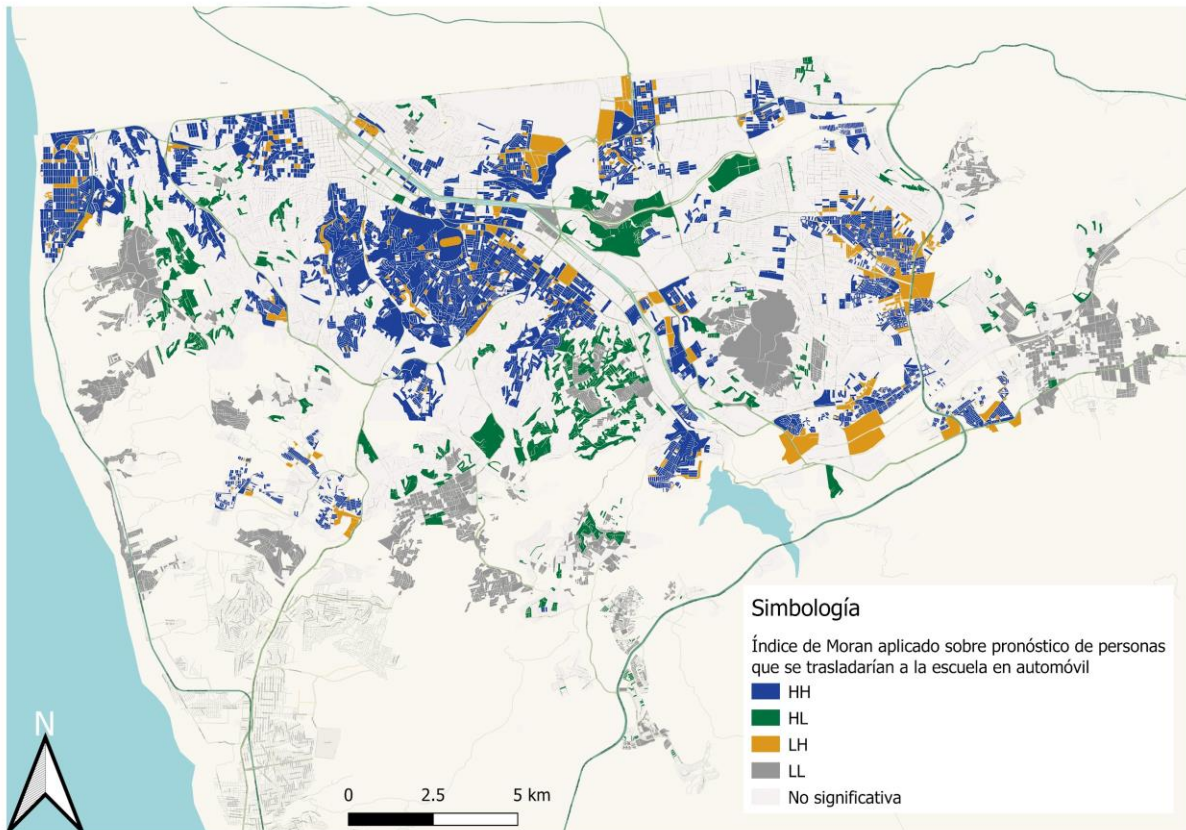 Simbología
Índice de Moran aplicado sobre pronóstico de personas
que se trasladarían a la escuela en automóvil
HH
HL
LH
LL
No significativa
N
0 2.5 5 km